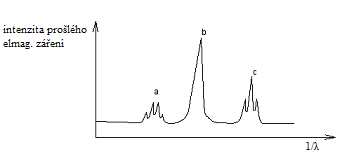 intenzita prošlého
elmag. záření
b
a
c
1/λ